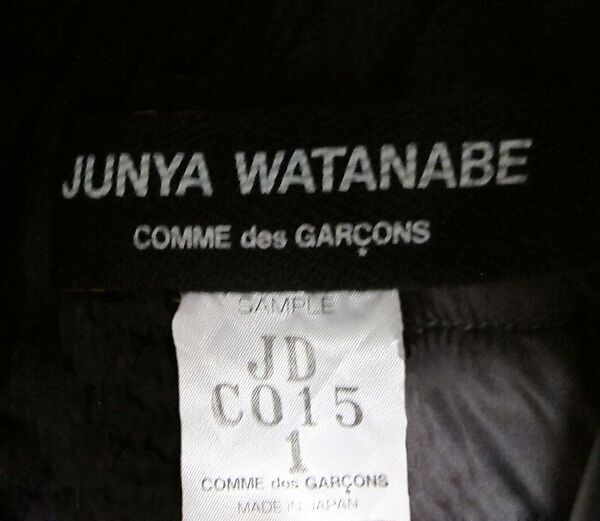 JUNYA WATANABE
COMME des GARÇONS
SAMPLE
JD
C015
1
COMME des GARÇONS
MADE IN JAPAN